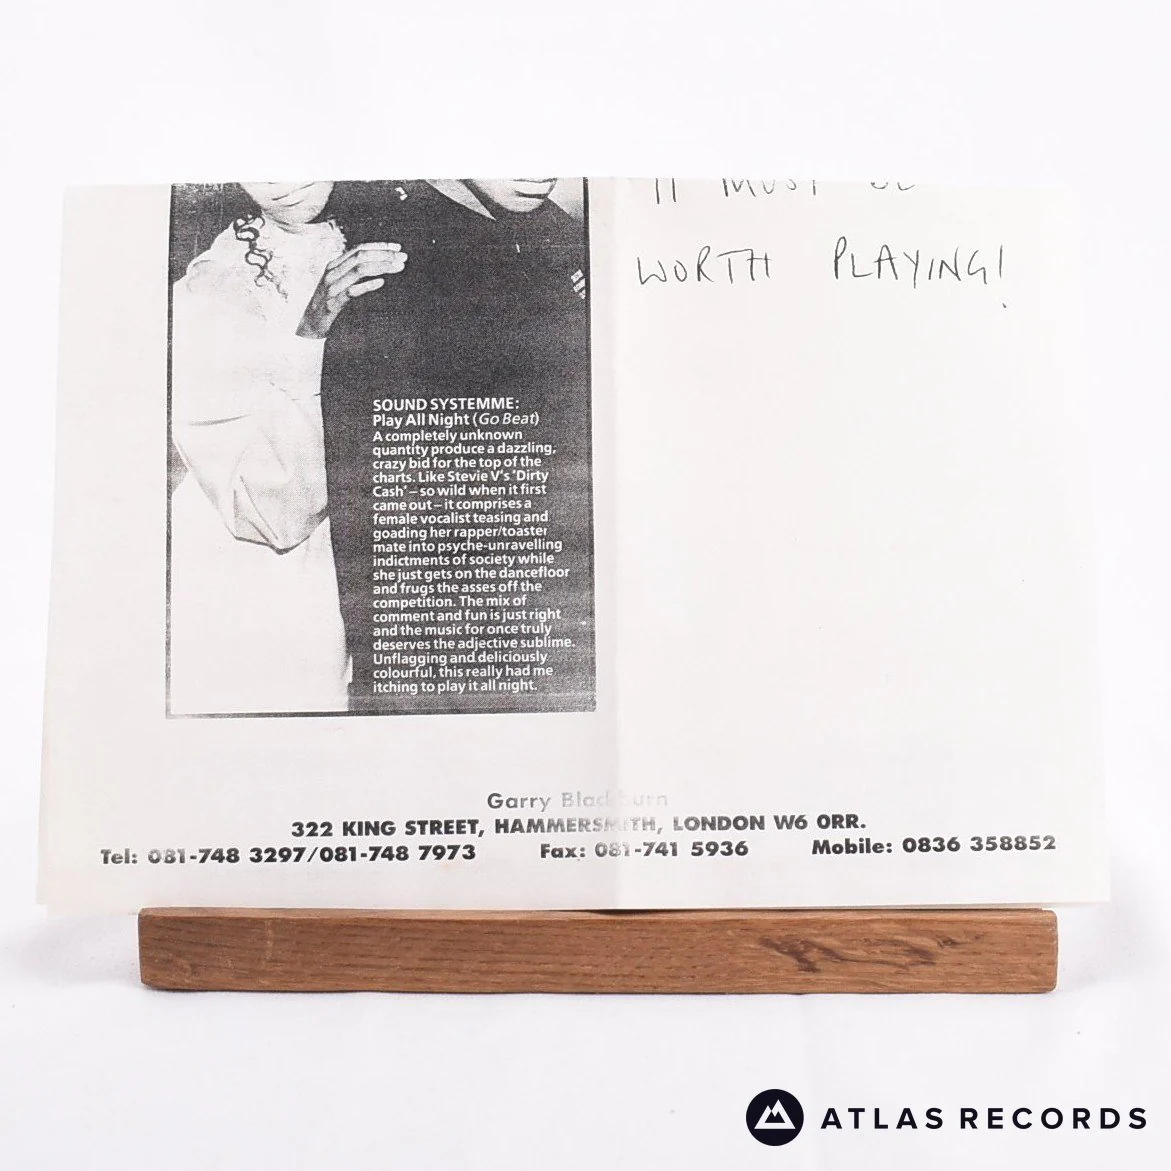 IT MUST BE
WORTH PLAYING!
SOUND SYSTEMME:
Play All Night (Go Beat)
A completely unknown
quantity produce a dazzling,
crazy bid for the top of the
charts. Like Stevie V's 'Dirty
Cash' – so wild when it first
came out – it comprises a
female vocalist teasing and
goading her rapper/toaster
mate into psyche-unravelling
indictments of society while
she just gets on the dancefloor
and frugs the asses off the
competition. The mix of
comment and fun is just right
and the music for once truly
deserves the adjective sublime.
Unflagging and deliciously
colourful, this really had me
itching to play it all night.
Garry Blackburn
322 KING STREET, HAMMERSMITH, LONDON W6 0RR.
Tel: 081-748 3297/081-748 7973 Fax: 081-741 5936 Mobile: 0836 358852
ATLAS RECORDS